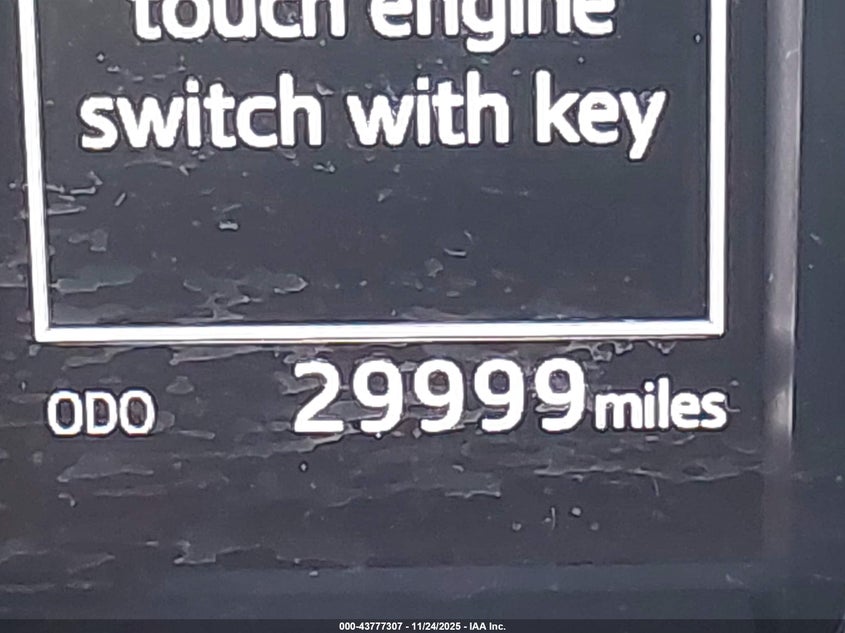 touch engine
switch with key
ODO 29999 miles
000-43777307 - 11/24/2025 - IAA Inc.